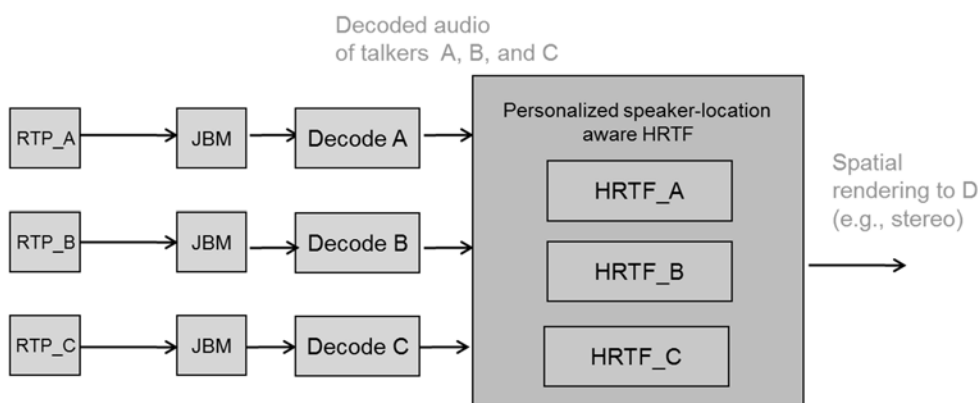 Decoded audio
of talkers A, B, and C
Personalized speaker-location
aware HRTF
RTP_A
JBM
Decode A
HRTF_A
Spatial
rendering to D
(e.g., stereo)
RTP_B
JBM
Decode B
HRTF_B
RTP_C
JBM
Decode C
HRTF_C